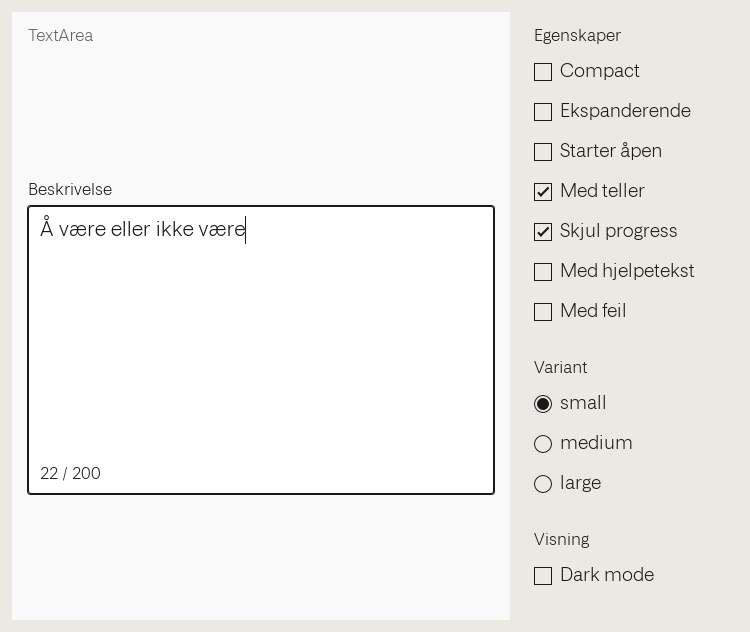 TextArea
Beskrivelse
Å være eller ikke være
22 / 200
Egenskaper
Compact
Ekspanderende
Starter åpen
Med teller
Skjul progress
Med hjelpetekst
Med feil
Variant
small
medium
large
Visning
Dark mode